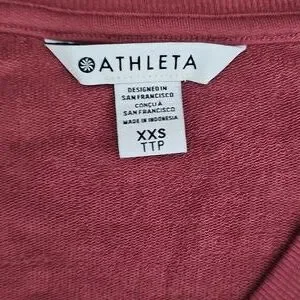 ATHLETA
DESIGNED IN
SAN FRANCISCO
CONÇU À
SAN FRANCISCO
MADE IN INDONESIA
XXS
TTP